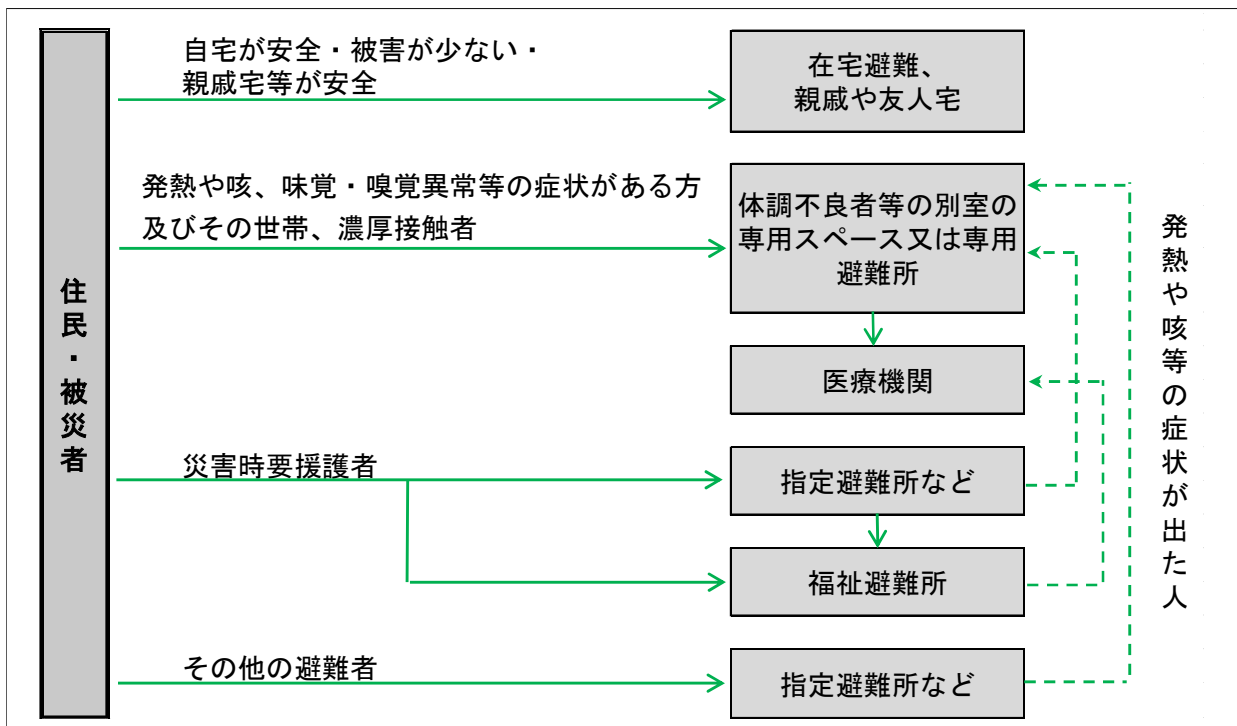 住民・被災者
自宅が安全・被害が少ない・
親戚宅等が安全
在宅避難、
親戚や友人宅
発熱や咳、味覚・嗅覚異常等の症状がある方
及びその世帯、濃厚接触者
体調不良者等の別室の
専用スペース又は専用
避難所
医療機関
災害時要援護者
指定避難所など
福祉避難所
その他の避難者
指定避難所など
発熱や咳等の症状が出た人